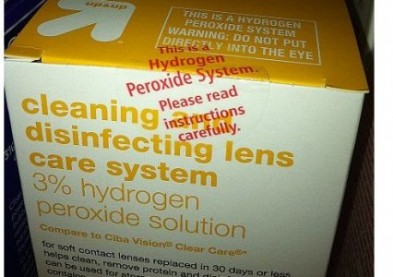 up&up
THIS IS A HYDROGEN
PEROXIDE SYSTEM
WARNING: DO NOT PUT
DIRECTLY INTO THE EYE
This is a
Hydrogen
Peroxide System.
Please read
instructions
carefully.
cleaning and
disinfecting lens
care system
3% hydrogen
peroxide solution
Compare to Ciba Vision® Clear Care®*
for soft contact lenses replaced in 30 days or less
helps clean, remove protein and
can be used for